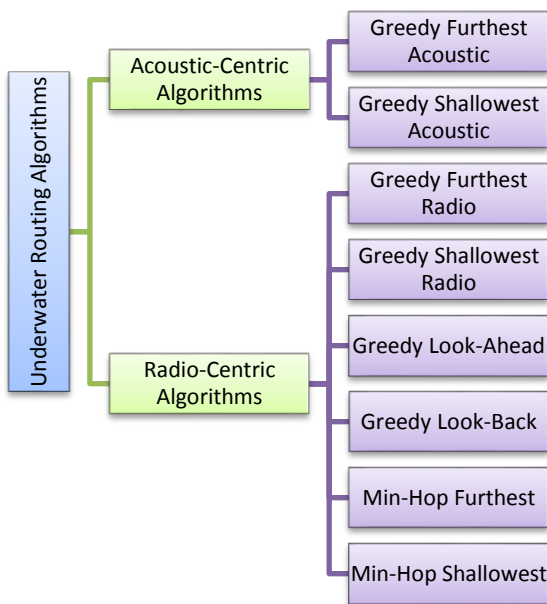 Underwater Routing Algorithms
Acoustic-Centric
Algorithms
Greedy Furthest
Acoustic
Greedy Shallowest
Acoustic
Radio-Centric
Algorithms
Greedy Furthest
Radio
Greedy Shallowest
Radio
Greedy Look-Ahead
Greedy Look-Back
Min-Hop Furthest
Min-Hop Shallowest